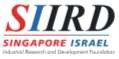 SIIRD
SINGAPORE ISRAEL
Industrial Research and Development Foundation